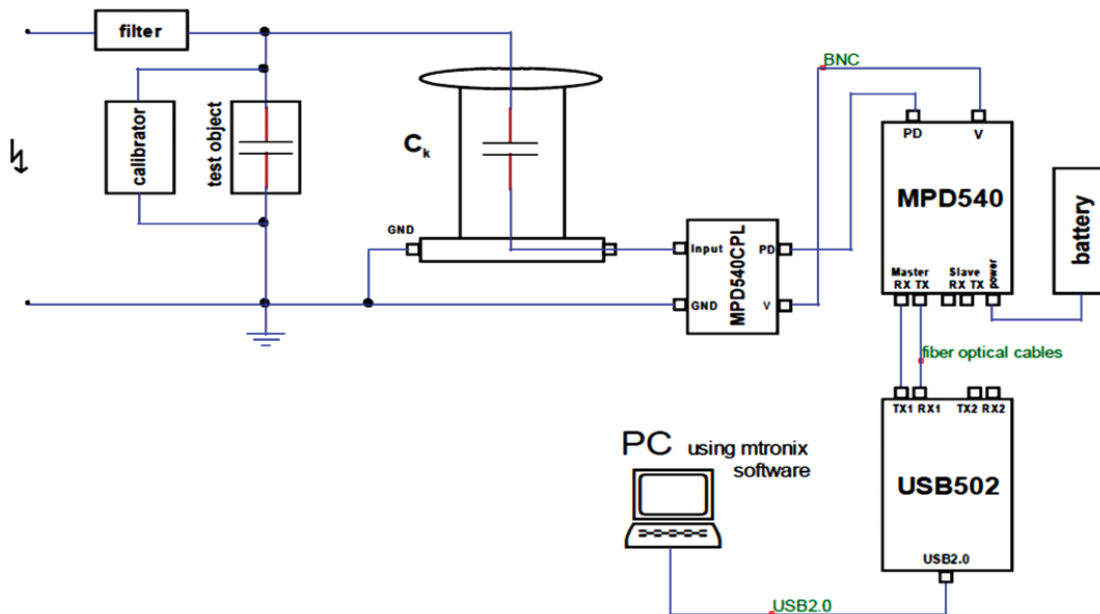 filter
calibrator
test object
Ck
GND
Input
PD
GND
V
MPD540CPL
BNC
PD
V
MPD540
Master
Slave
RX TX
RX TX
power
battery
fiber optical cables
TX1 RX1
TX2 RX2
USB502
USB2.0
PC using mtronix
software
USB2.0